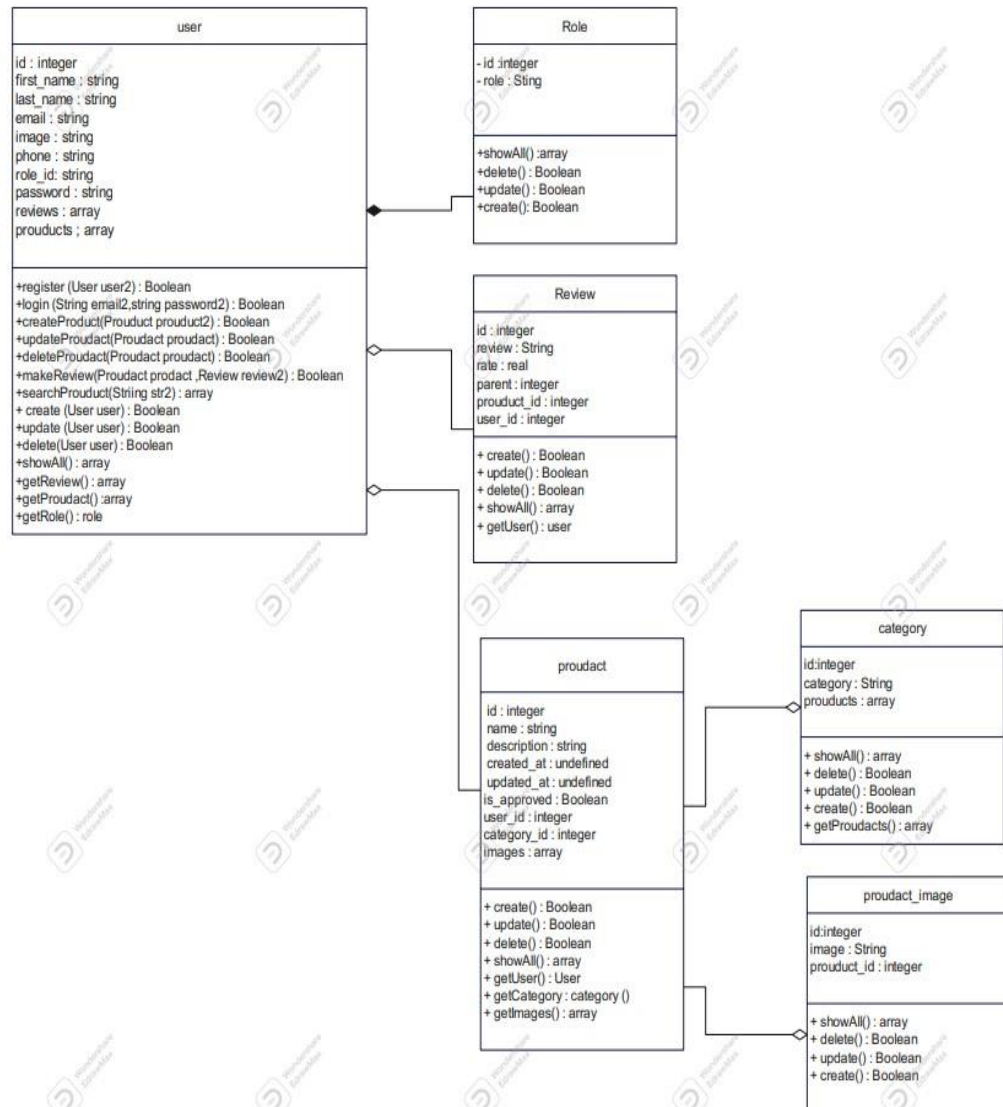 user
id : integer
first_name : string
last_name : string
email : string
image : string
phone : string
role_id: string
password : string
reviews : array
prouducts ; array
+register (User user2) : Boolean
+login (String email2,string password2) : Boolean
+createProduct(Prouduct prouduct2) : Boolean
+updateProudact(Proudact proudact) : Boolean
+deleteProudact(Proudact proudact) : Boolean
+makeReview(Proudact prodact ,Review review2) : Boolean
+searchProuduct(Striing str2) : array
+ create (User user) : Boolean
+update (User user) : Boolean
+delete(User user) : Boolean
+showAll() : array
+getReview() : array
+getProudact() :array
+getRole() : role
Role
- id :integer
- role : Sting
+showAll() :array
+delete() : Boolean
+update() : Boolean
+create(): Boolean
Review
id : integer
review : String
rate : real
parent : integer
prouduct_id : integer
user_id : integer
+ create() : Boolean
+ update() : Boolean
+ delete() : Boolean
+ showAll() : array
+ getUser() : user
proudact
id : integer
name : string
description : string
created_at : undefined
updated_at : undefined
is_approved : Boolean
user_id : integer
category_id : integer
images : array
+ create() : Boolean
+ update() : Boolean
+ delete() : Boolean
+ showAll() : array
+ getUser() : User
+ getCategory : category ()
+ getImages() : array
category
id:integer
category : String
prouducts : array
+ showAll() : array
+ delete() : Boolean
+ update() : Boolean
+ create() : Boolean
+ getProudacts() : array
proudact_image
id:integer
image : String
prouduct_id : integer
+ showAll() : array
+ delete() : Boolean
+ update() : Boolean
+ create() : Boolean
Wondershare
EdrawMax